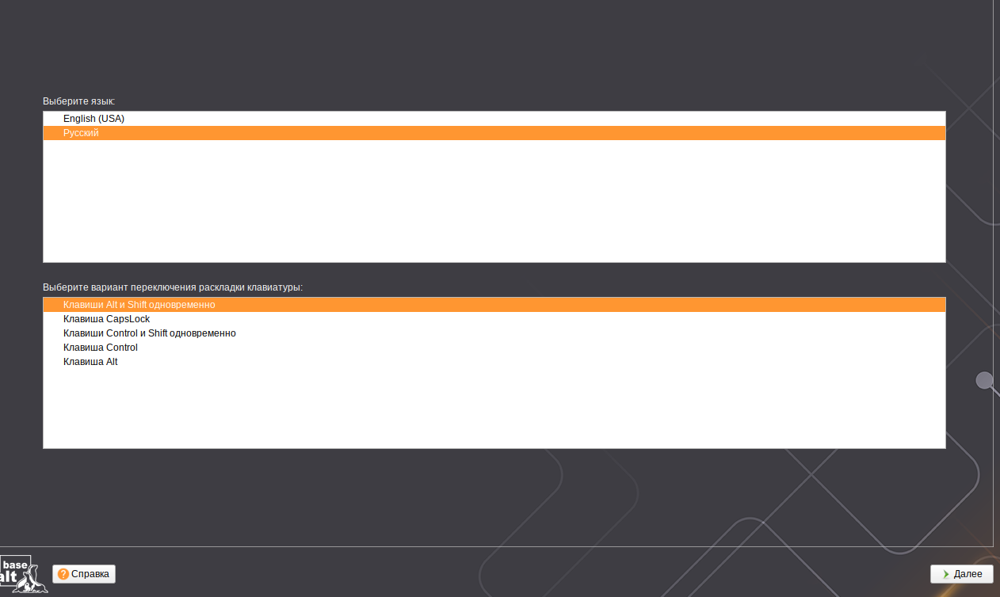 Выберите язык:
English (USA)
Русский
Выберите вариант переключения раскладки клавиатуры:
Клавиши Alt и Shift одновременно
Клавиша CapsLock
Клавиши Control и Shift одновременно
Клавиша Control
Клавиша Alt
base
alt
Справка
Далее